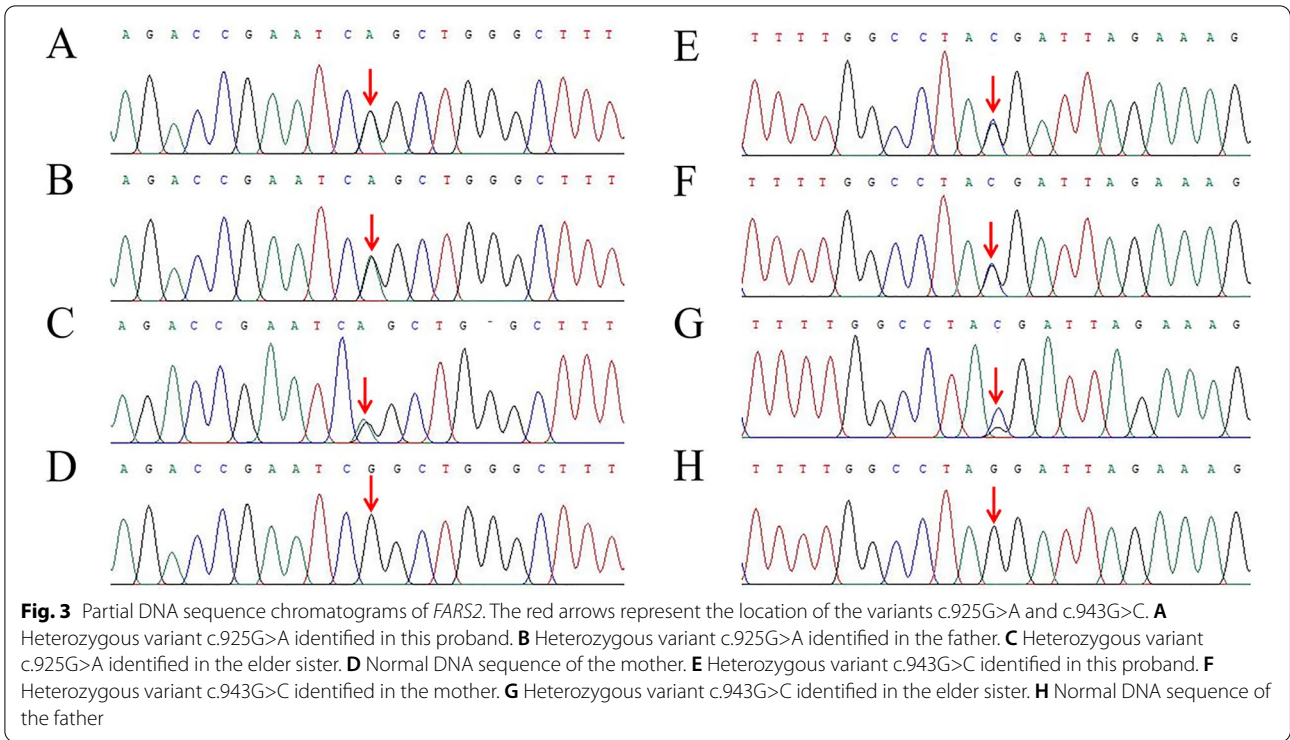 A
A G A C C G A A T C A G C T G G G C T T T
B
A G A C C G A A T C A G C T G G G C T T T
C
A G A C C G A A T C A G C T G - G C T T T
D
A G A C C G A A T C G G C T G G G C T T T
E
T T T T G G C C T A C G A T T A G A A A G
F
T T T T G G C C T A C G A T T A G A A A G
G
T T T T G G C C T A C G A T T A G A A A G
H
T T T T G G C C T A G G A T T A G A A A G
Fig. 3 Partial DNA sequence chromatograms of FARS2. The red arrows represent the location of the variants c.925G>A and c.943G>C. A
Heterozygous variant c.925G>A identified in this proband. B Heterozygous variant c.925G>A identified in the father. C Heterozygous variant
c.925G>A identified in the elder sister. D Normal DNA sequence of the mother. E Heterozygous variant c.943G>C identified in this proband. F
Heterozygous variant c.943G>C identified in the mother. G Heterozygous variant c.943G>C identified in the elder sister. H Normal DNA sequence of
the father